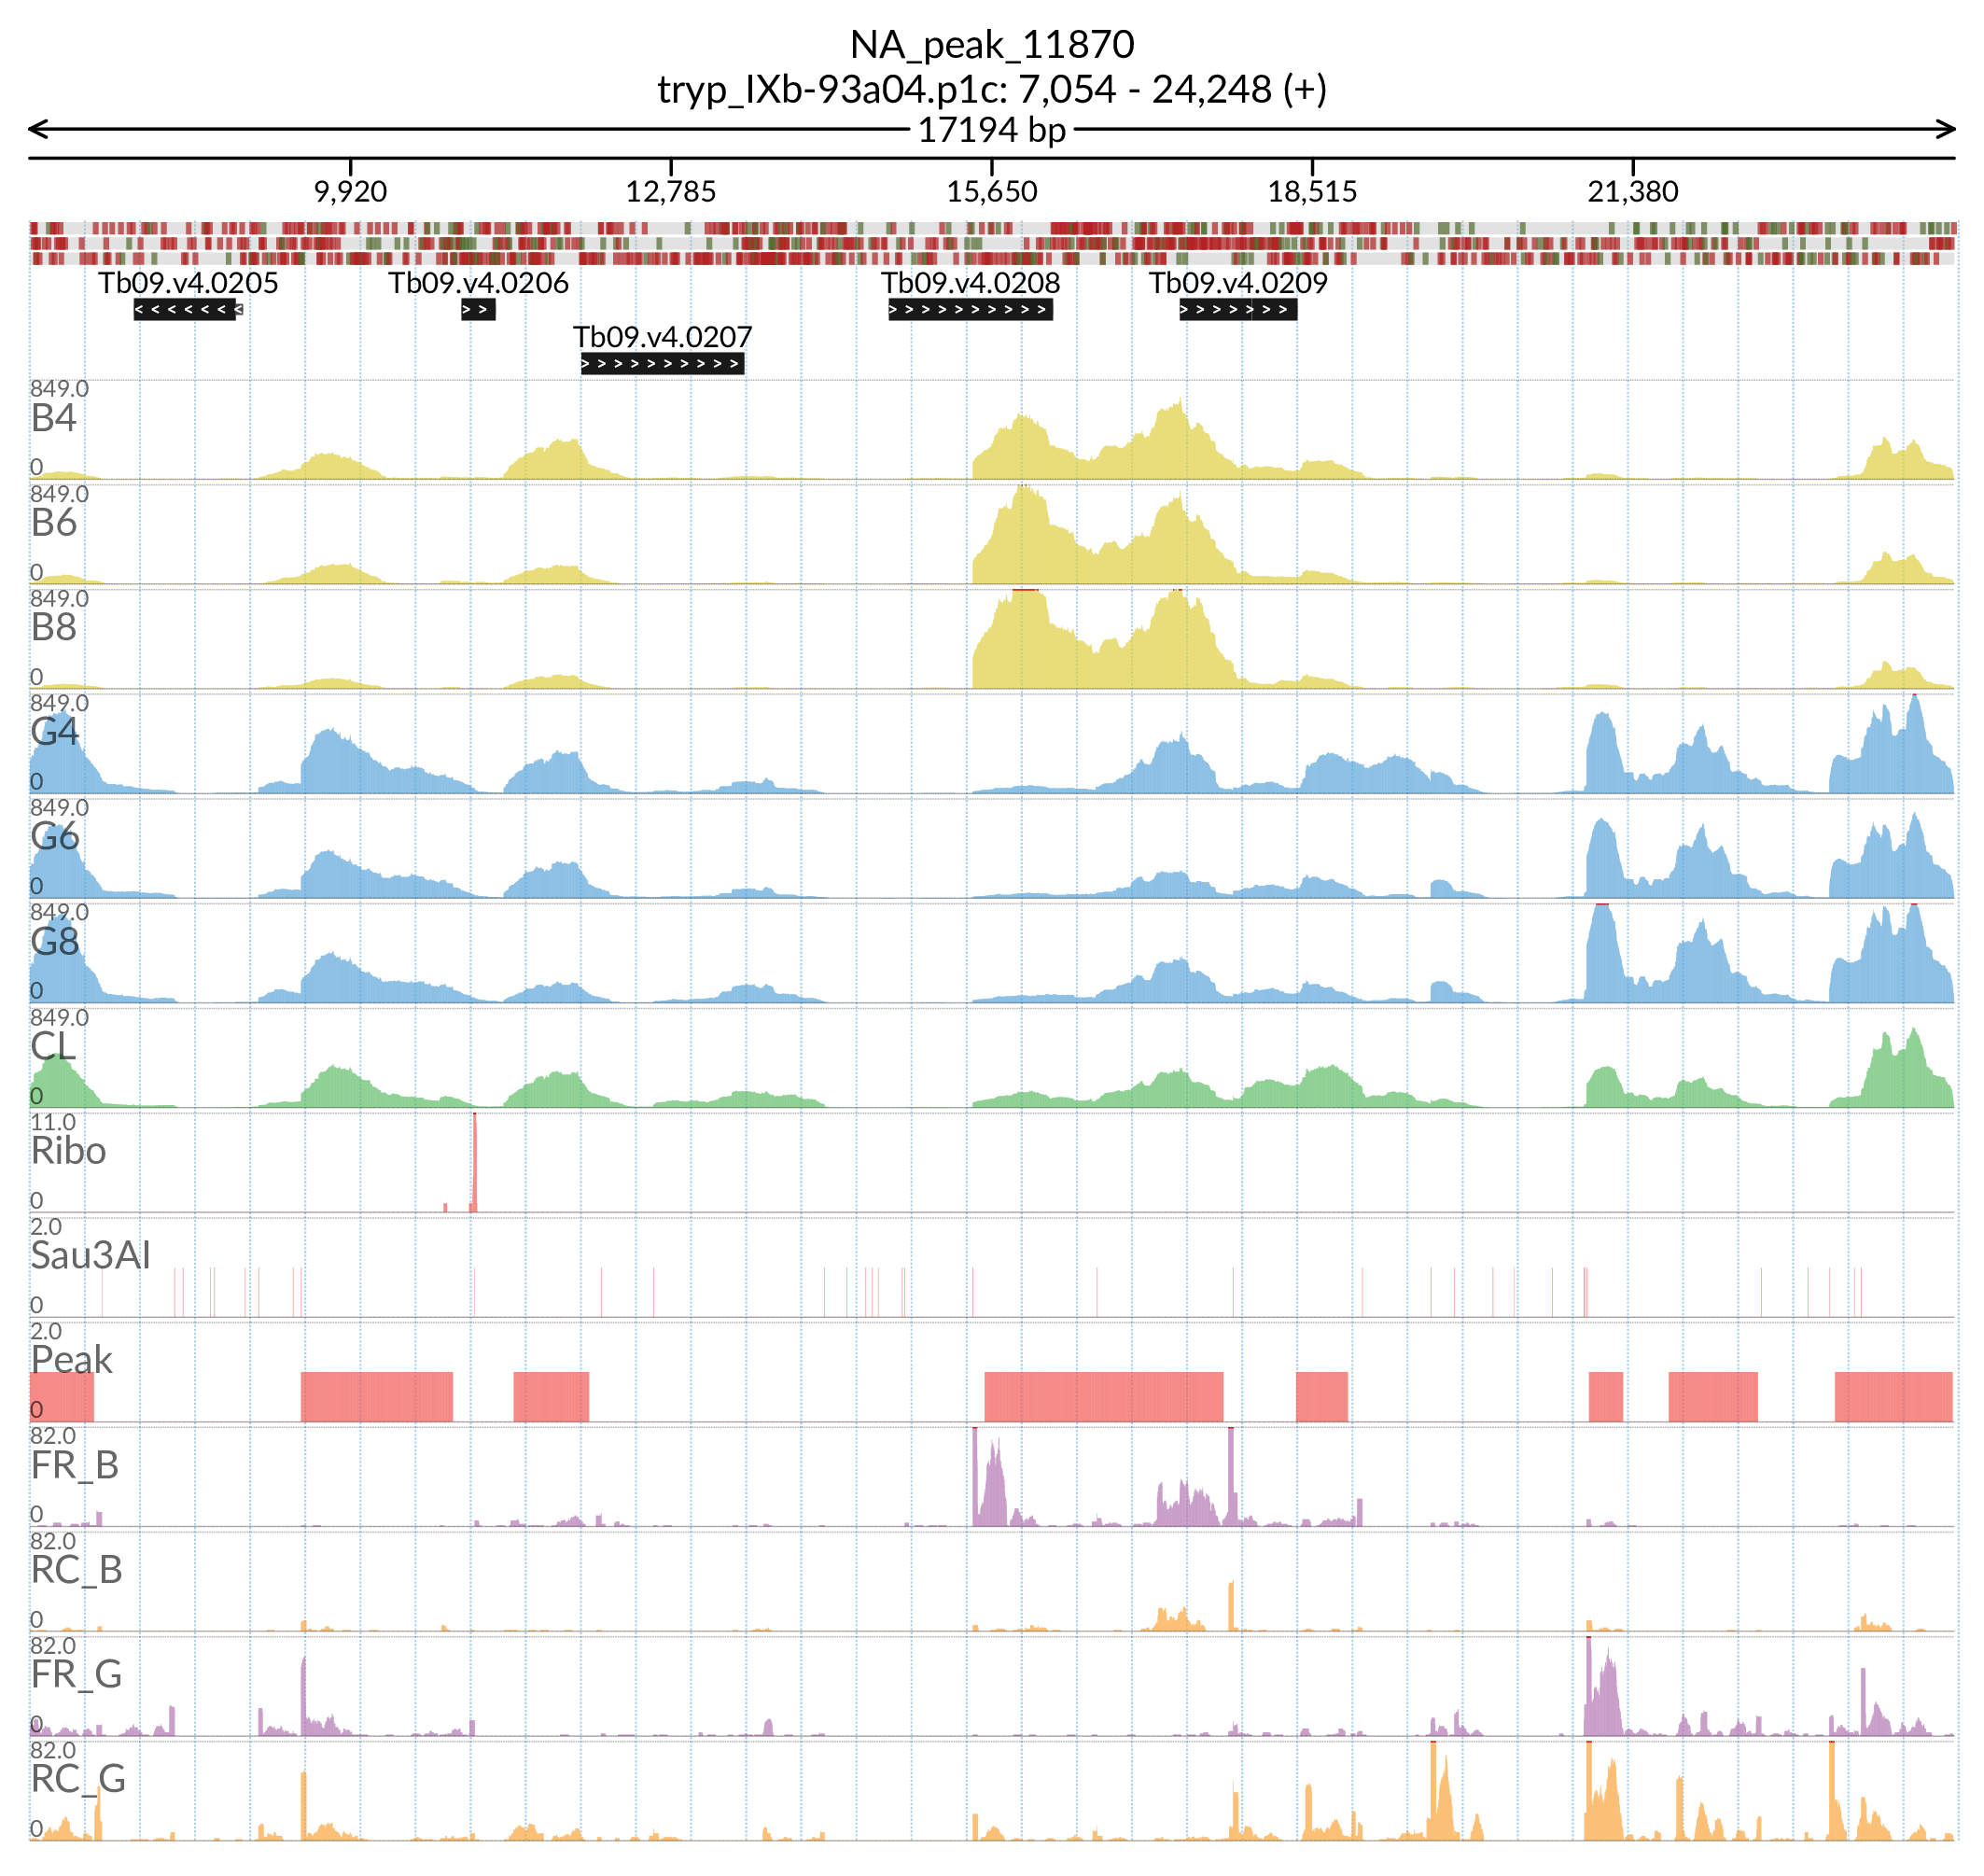 NA_peak_11870
tryp_IXb-93a04.p1c: 7,054 - 24,248 (+)
17194 bp
9,920 12,785 15,650 18,515 21,380
Tb09.v4.0205 Tb09.v4.0206 Tb09.v4.0208 Tb09.v4.0209
Tb09.v4.0207
849.0
B4
0
849.0
B6
0
849.0
B8
0
849.0
G4
0
849.0
G6
0
849.0
G8
0
849.0
CL
0
11.0
Ribo
0
2.0
Sau3AI
0
2.0
Peak
0
82.0
FR_B
0
82.0
RC_B
0
82.0
FR_G
0
82.0
RC_G
0